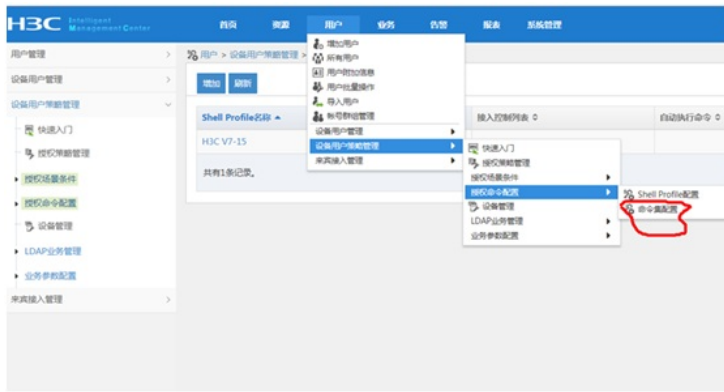 H3C Intelligent Management Center
首页 资源 用户 业务 告警 报表 系统管理
用户管理
设备用户管理
设备用户策略管理
快速入门
授权策略管理
授权场景条件
授权命令配置
设备管理
LDAP业务管理
业务参数配置
来宾接入管理
用户 > 设备用户策略管理 >
增加 刷新
Shell Profile名称 接入控制列表 自动执行命令
H3C V7-15
共有1条记录。
增加用户
所有用户
用户附加信息
用户批量操作
导入用户
帐号群组管理
设备用户管理
设备用户策略管理
来宾接入管理
快速入门
授权策略管理
授权场景条件
授权命令配置
设备管理
LDAP业务管理
业务参数配置
Shell Profile配置
命令集配置